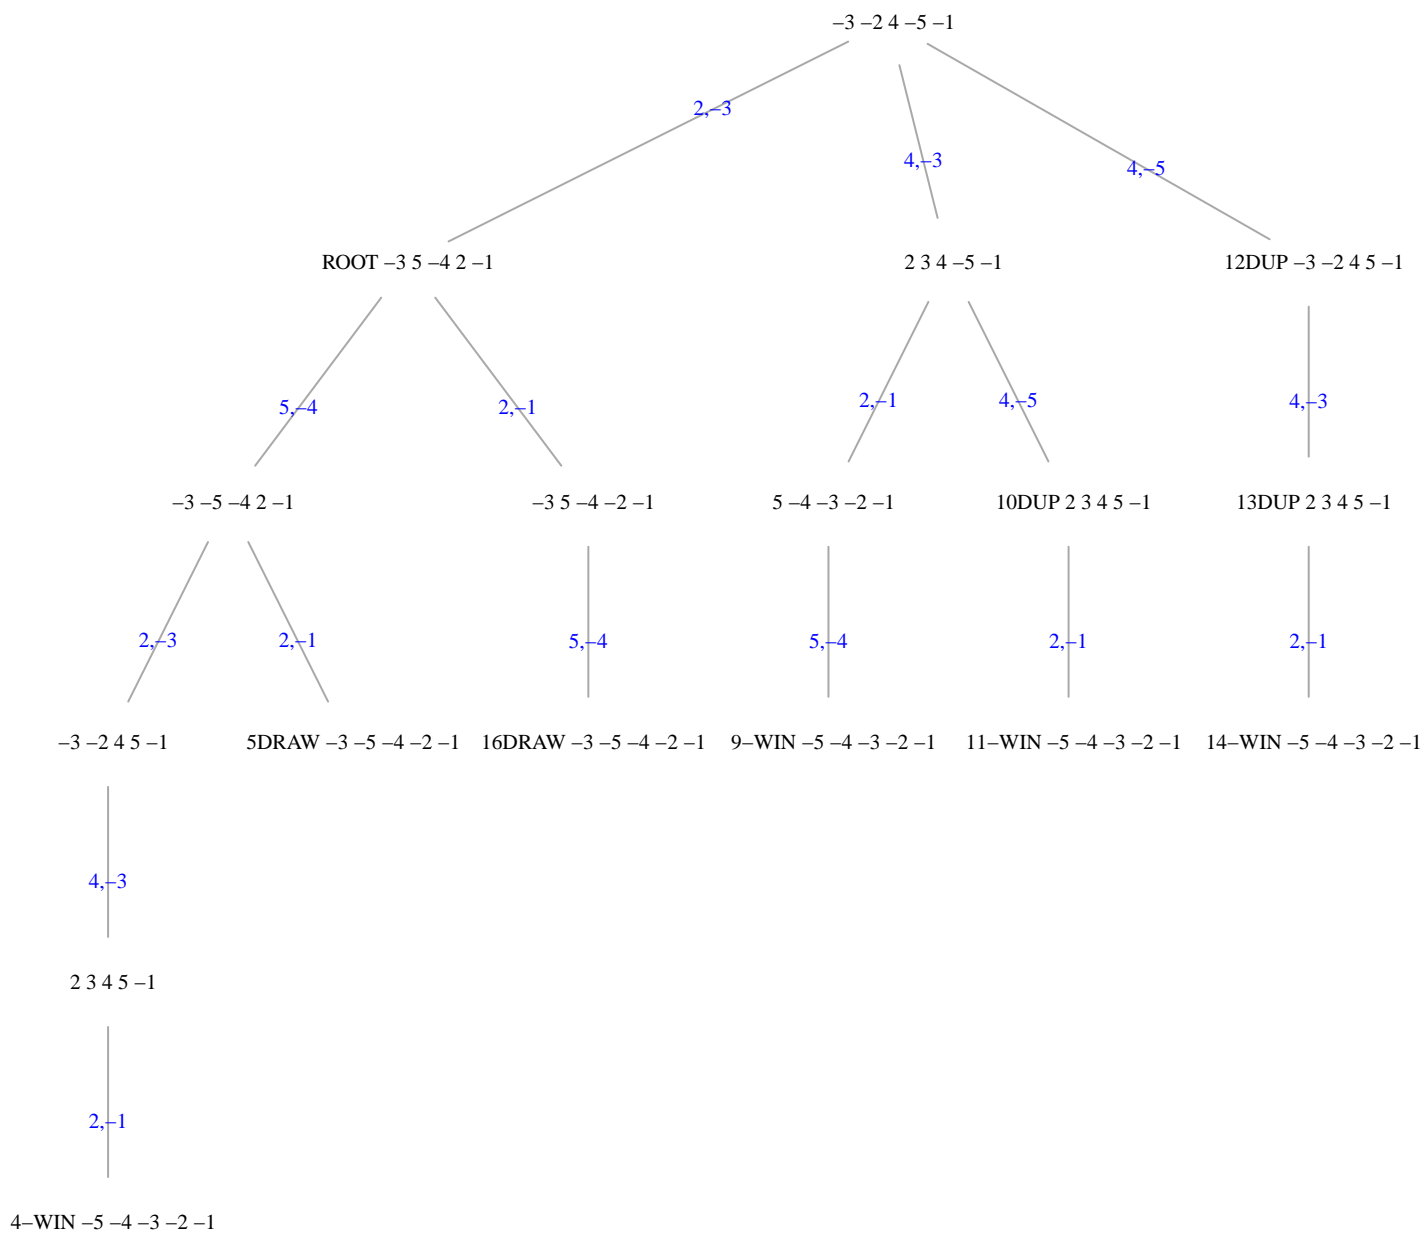 −3 −2 4 −5 −1
2,−3
4,−3
4,−5
ROOT −3 5 −4 2 −1
2 3 4 −5 −1
12DUP −3 −2 4 5 −1
5,−4
2,−1
2,−1
4,−5
4,−3
−3 −5 −4 2 −1
−3 5 −4 −2 −1
5 −4 −3 −2 −1
10DUP 2 3 4 5 −1
13DUP 2 3 4 5 −1
2,−3
2,−1
5,−4
5,−4
2,−1
2,−1
−3 −2 4 5 −1
5DRAW −3 −5 −4 −2 −1
16DRAW −3 −5 −4 −2 −1
9−WIN −5 −4 −3 −2 −1
11−WIN −5 −4 −3 −2 −1
14−WIN −5 −4 −3 −2 −1
4,−3
2 3 4 5 −1
2,−1
4−WIN −5 −4 −3 −2 −1